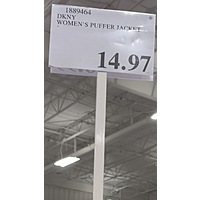 1889464
DKNY
WOMEN'S PUFFER JACKET
14.97